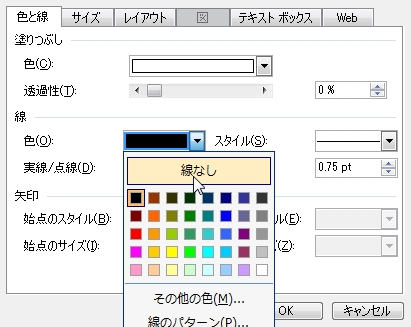 色と線 サイズ レイアウト 図 テキスト ボックス Web
塗りつぶし
色(C):
透過性(T): 0 %
線
色(O): スタイル(S):
線なし
実線/点線(D): 0.75 pt
矢印
始点のスタイル(B): ル(E):
始点のサイズ(I): ズ(Z):
その他の色(M)...
OK キャンセル
線のパターン(P)...